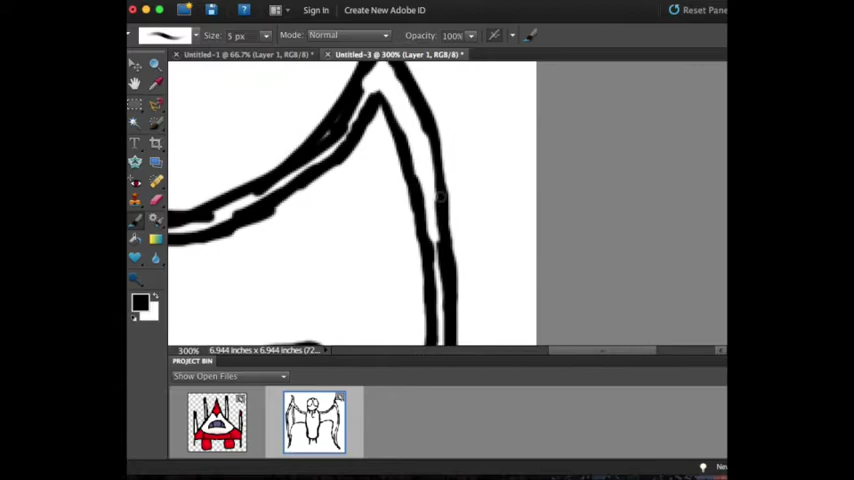 Sign In Create New Adobe ID Reset Pane
Size: 5 px Mode: Normal Opacity: 100%
Untitled-1 @ 66.7% (Layer 1, RGB/8) * Untitled-3 @ 300% (Layer 1, RGB/8) *
T
300% 6.944 inches x 6.944 inches (72...
PROJECT BIN
Show Open Files